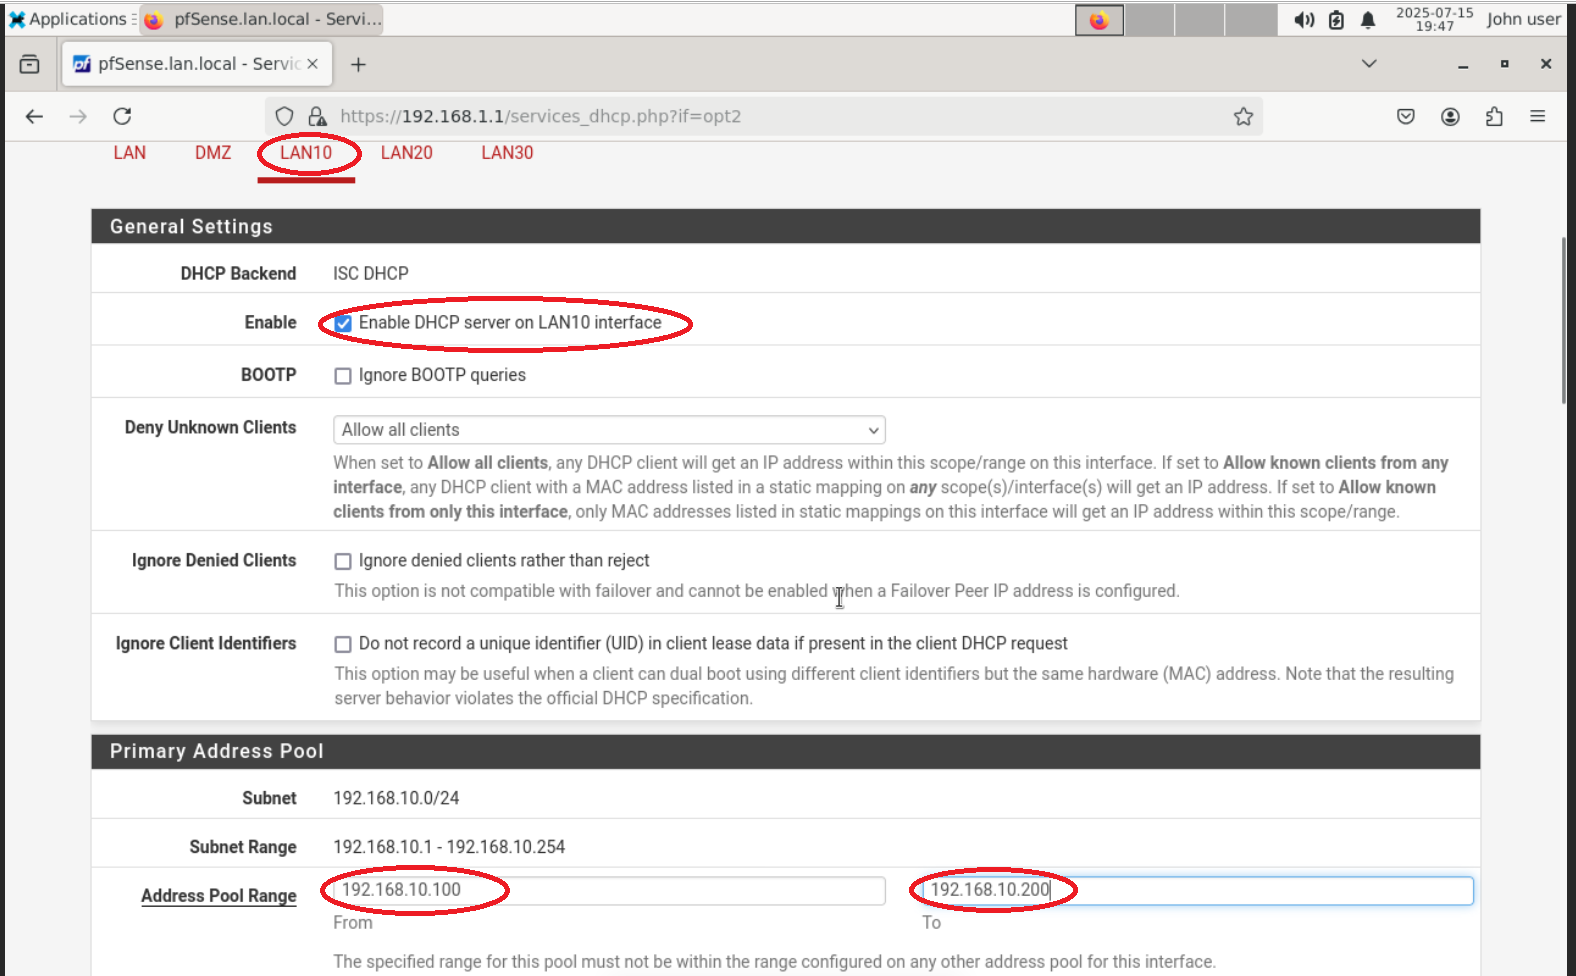 Applications
pfSense.lan.local - Servi...
2025-07-15
19:47
John user
pfSense.lan.local - Servic
https://192.168.1.1/services_dhcp.php?if=opt2
LAN DMZ LAN10 LAN20 LAN30
General Settings
DHCP Backend ISC DHCP
Enable Enable DHCP server on LAN10 interface
BOOTP Ignore BOOTP queries
Deny Unknown Clients Allow all clients
When set to Allow all clients, any DHCP client will get an IP address within this scope/range on this interface. If set to Allow known clients from any
interface, any DHCP client with a MAC address listed in a static mapping on any scope(s)/interface(s) will get an IP address. If set to Allow known
clients from only this interface, only MAC addresses listed in static mappings on this interface will get an IP address within this scope/range.
Ignore Denied Clients Ignore denied clients rather than reject
This option is not compatible with failover and cannot be enabled when a Failover Peer IP address is configured.
Ignore Client Identifiers Do not record a unique identifier (UID) in client lease data if present in the client DHCP request
This option may be useful when a client can dual boot using different client identifiers but the same hardware (MAC) address. Note that the resulting
server behavior violates the official DHCP specification.
Primary Address Pool
Subnet 192.168.10.0/24
Subnet Range 192.168.10.1 - 192.168.10.254
Address Pool Range 192.168.10.100 192.168.10.200
From To
The specified range for this pool must not be within the range configured on any other address pool for this interface.